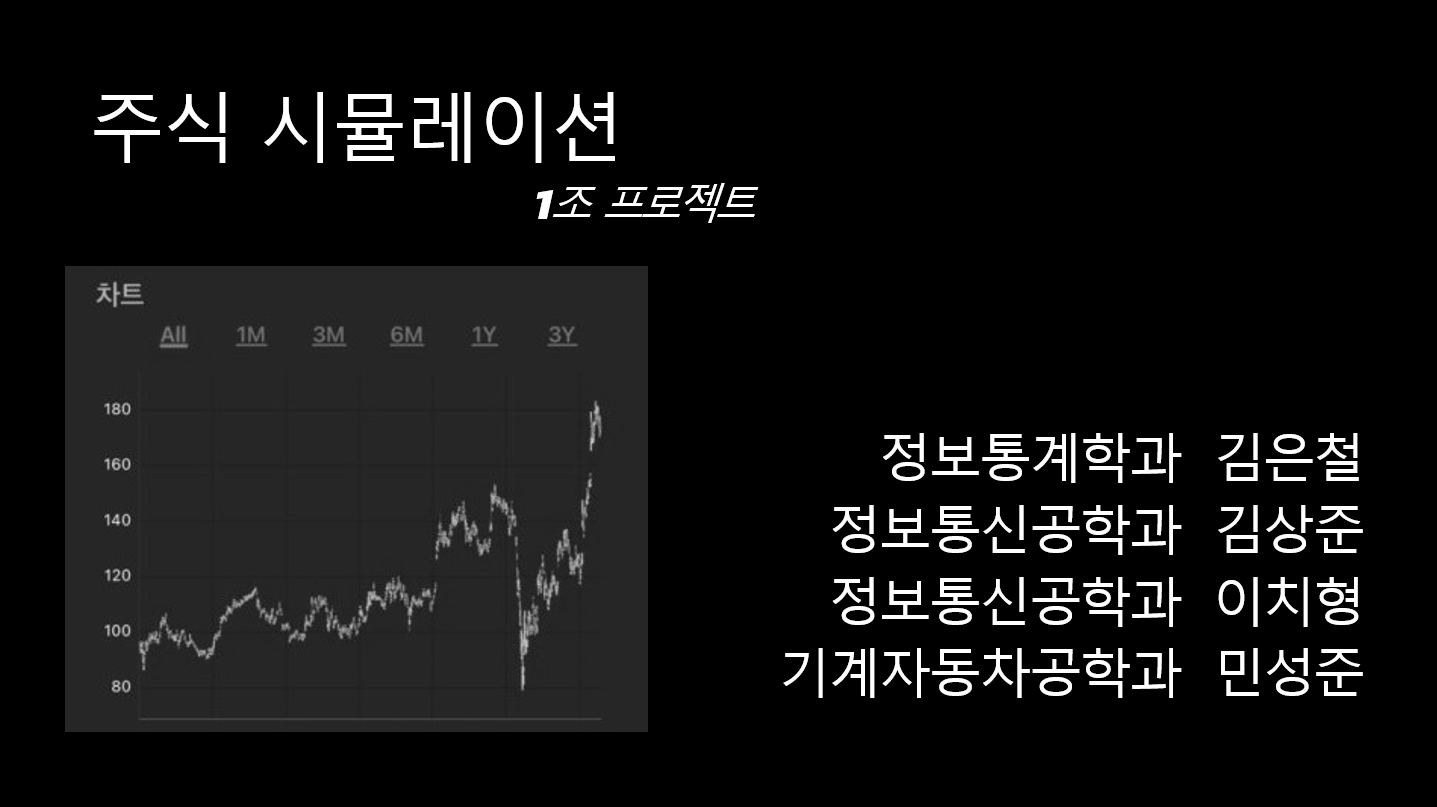 주식 시뮬레이션
1조 프로젝트
차트
All 1M 3M 6M 1Y 3Y
180
160
140
120
100
80
정보통계학과 김은철
정보통신공학과 김상준
정보통신공학과 이치형
기계자동차공학과 민성준